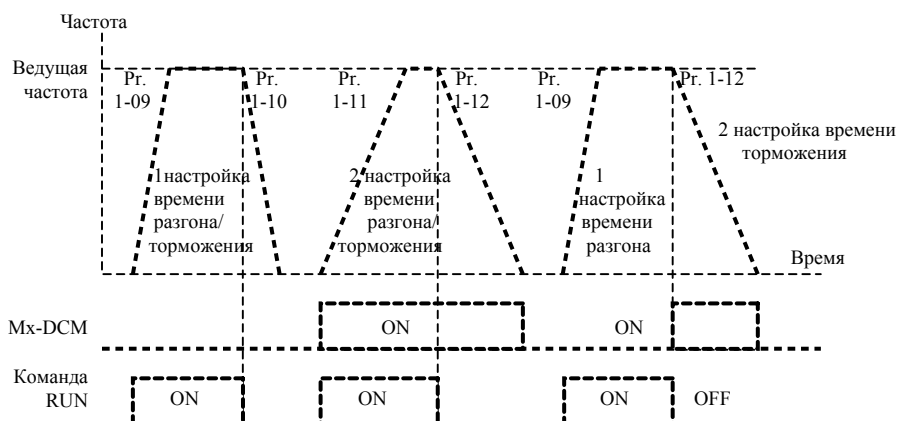 Частота
Ведущая
частота
Pr.
1-09
Pr.
1-10
Pr.
1-11
Pr.
1-12
Pr.
1-09
Pr. 1-12
1настройка
времени
разгона/
торможения
2 настройка
времени
разгона/
торможения
1
настройка
времени
разгона
2 настройка времени
торможения
Время
Mx-DCM
ON
ON
Команда
RUN
ON
ON
ON
OFF